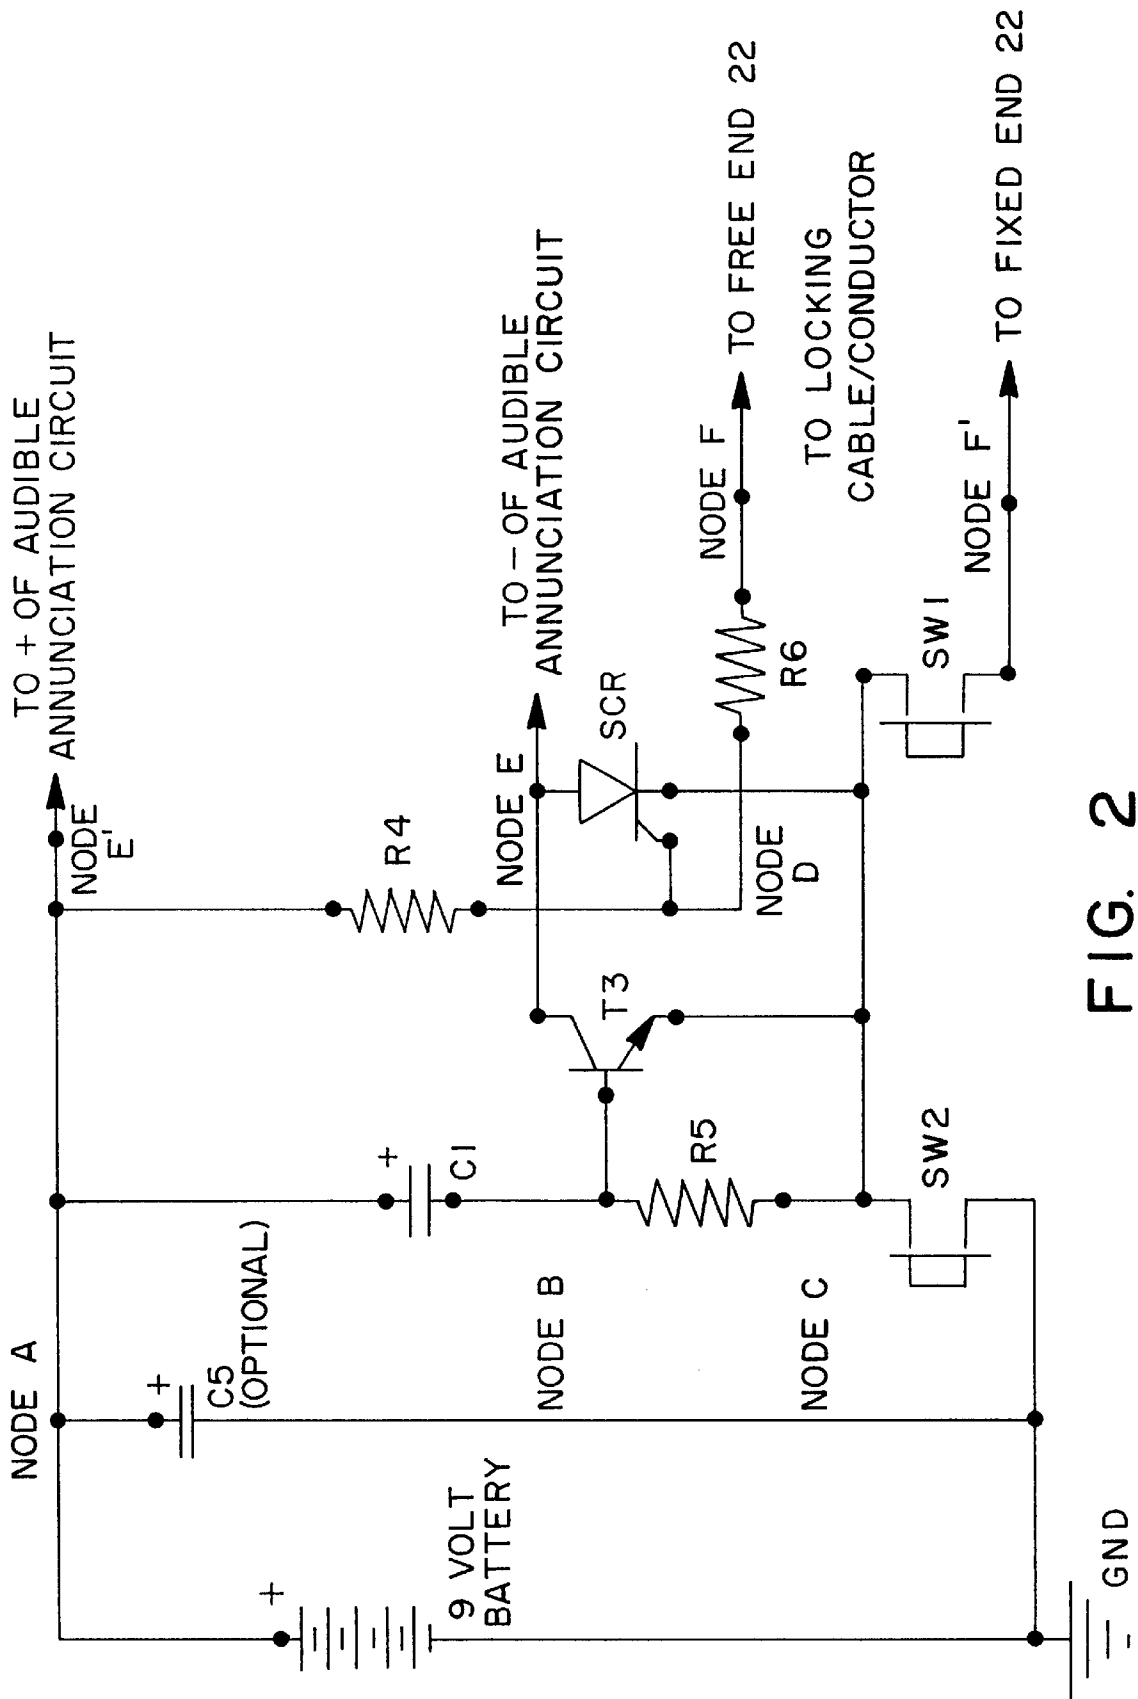 TO + OF AUDIBLE
ANNUNCIATION CIRCUIT
NODE A
NODE
E'
+
C5
(OPTIONAL)
+
C1
R4
TO - OF AUDIBLE
ANNUNCIATION CIRCUIT
NODE E
SCR
+
9 VOLT
BATTERY
NODE B
T3
R5
NODE
D
R6
NODE F
TO FREE END 22
TO LOCKING
CABLE/CONDUCTOR
NODE C
SW2
SW1
NODE F'
TO FIXED END 22
GND
-
FIG. 2